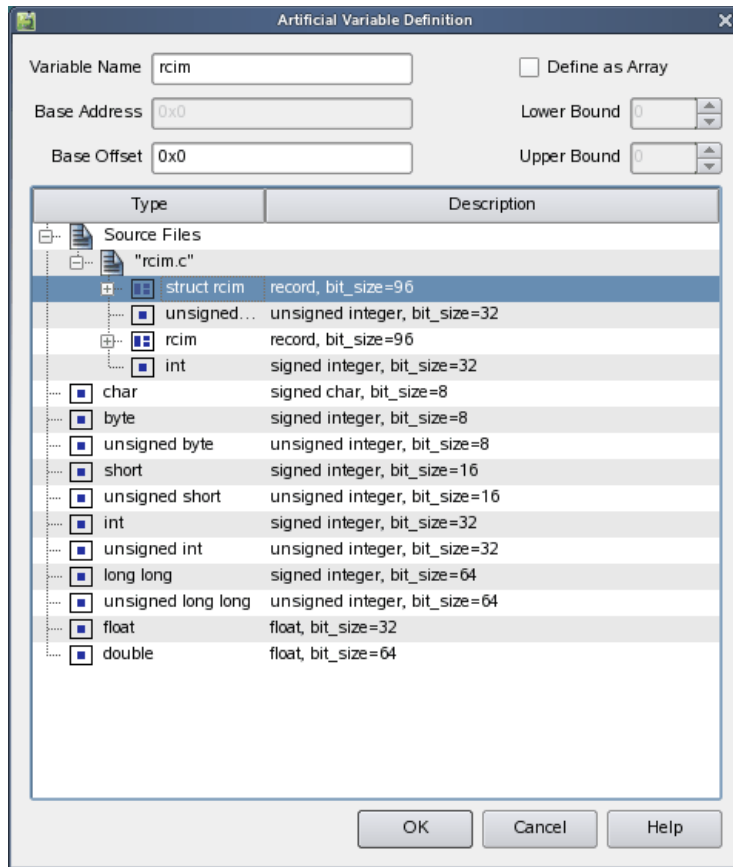 Artificial Variable Definition
Variable Name rcim Define as Array
Base Address 0x0 Lower Bound 0
Base Offset 0x0 Upper Bound 0
Type Description
Source Files
"rcim.c"
struct rcim record, bit_size=96
unsigned... unsigned integer, bit_size=32
rcim record, bit_size=96
int signed integer, bit_size=32
char signed char, bit_size=8
byte signed integer, bit_size=8
unsigned byte unsigned integer, bit_size=8
short signed integer, bit_size=16
unsigned short unsigned integer, bit_size=16
int signed integer, bit_size=32
unsigned int unsigned integer, bit_size=32
long long signed integer, bit_size=64
unsigned long long unsigned integer, bit_size=64
float float, bit_size=32
double float, bit_size=64
OK Cancel Help